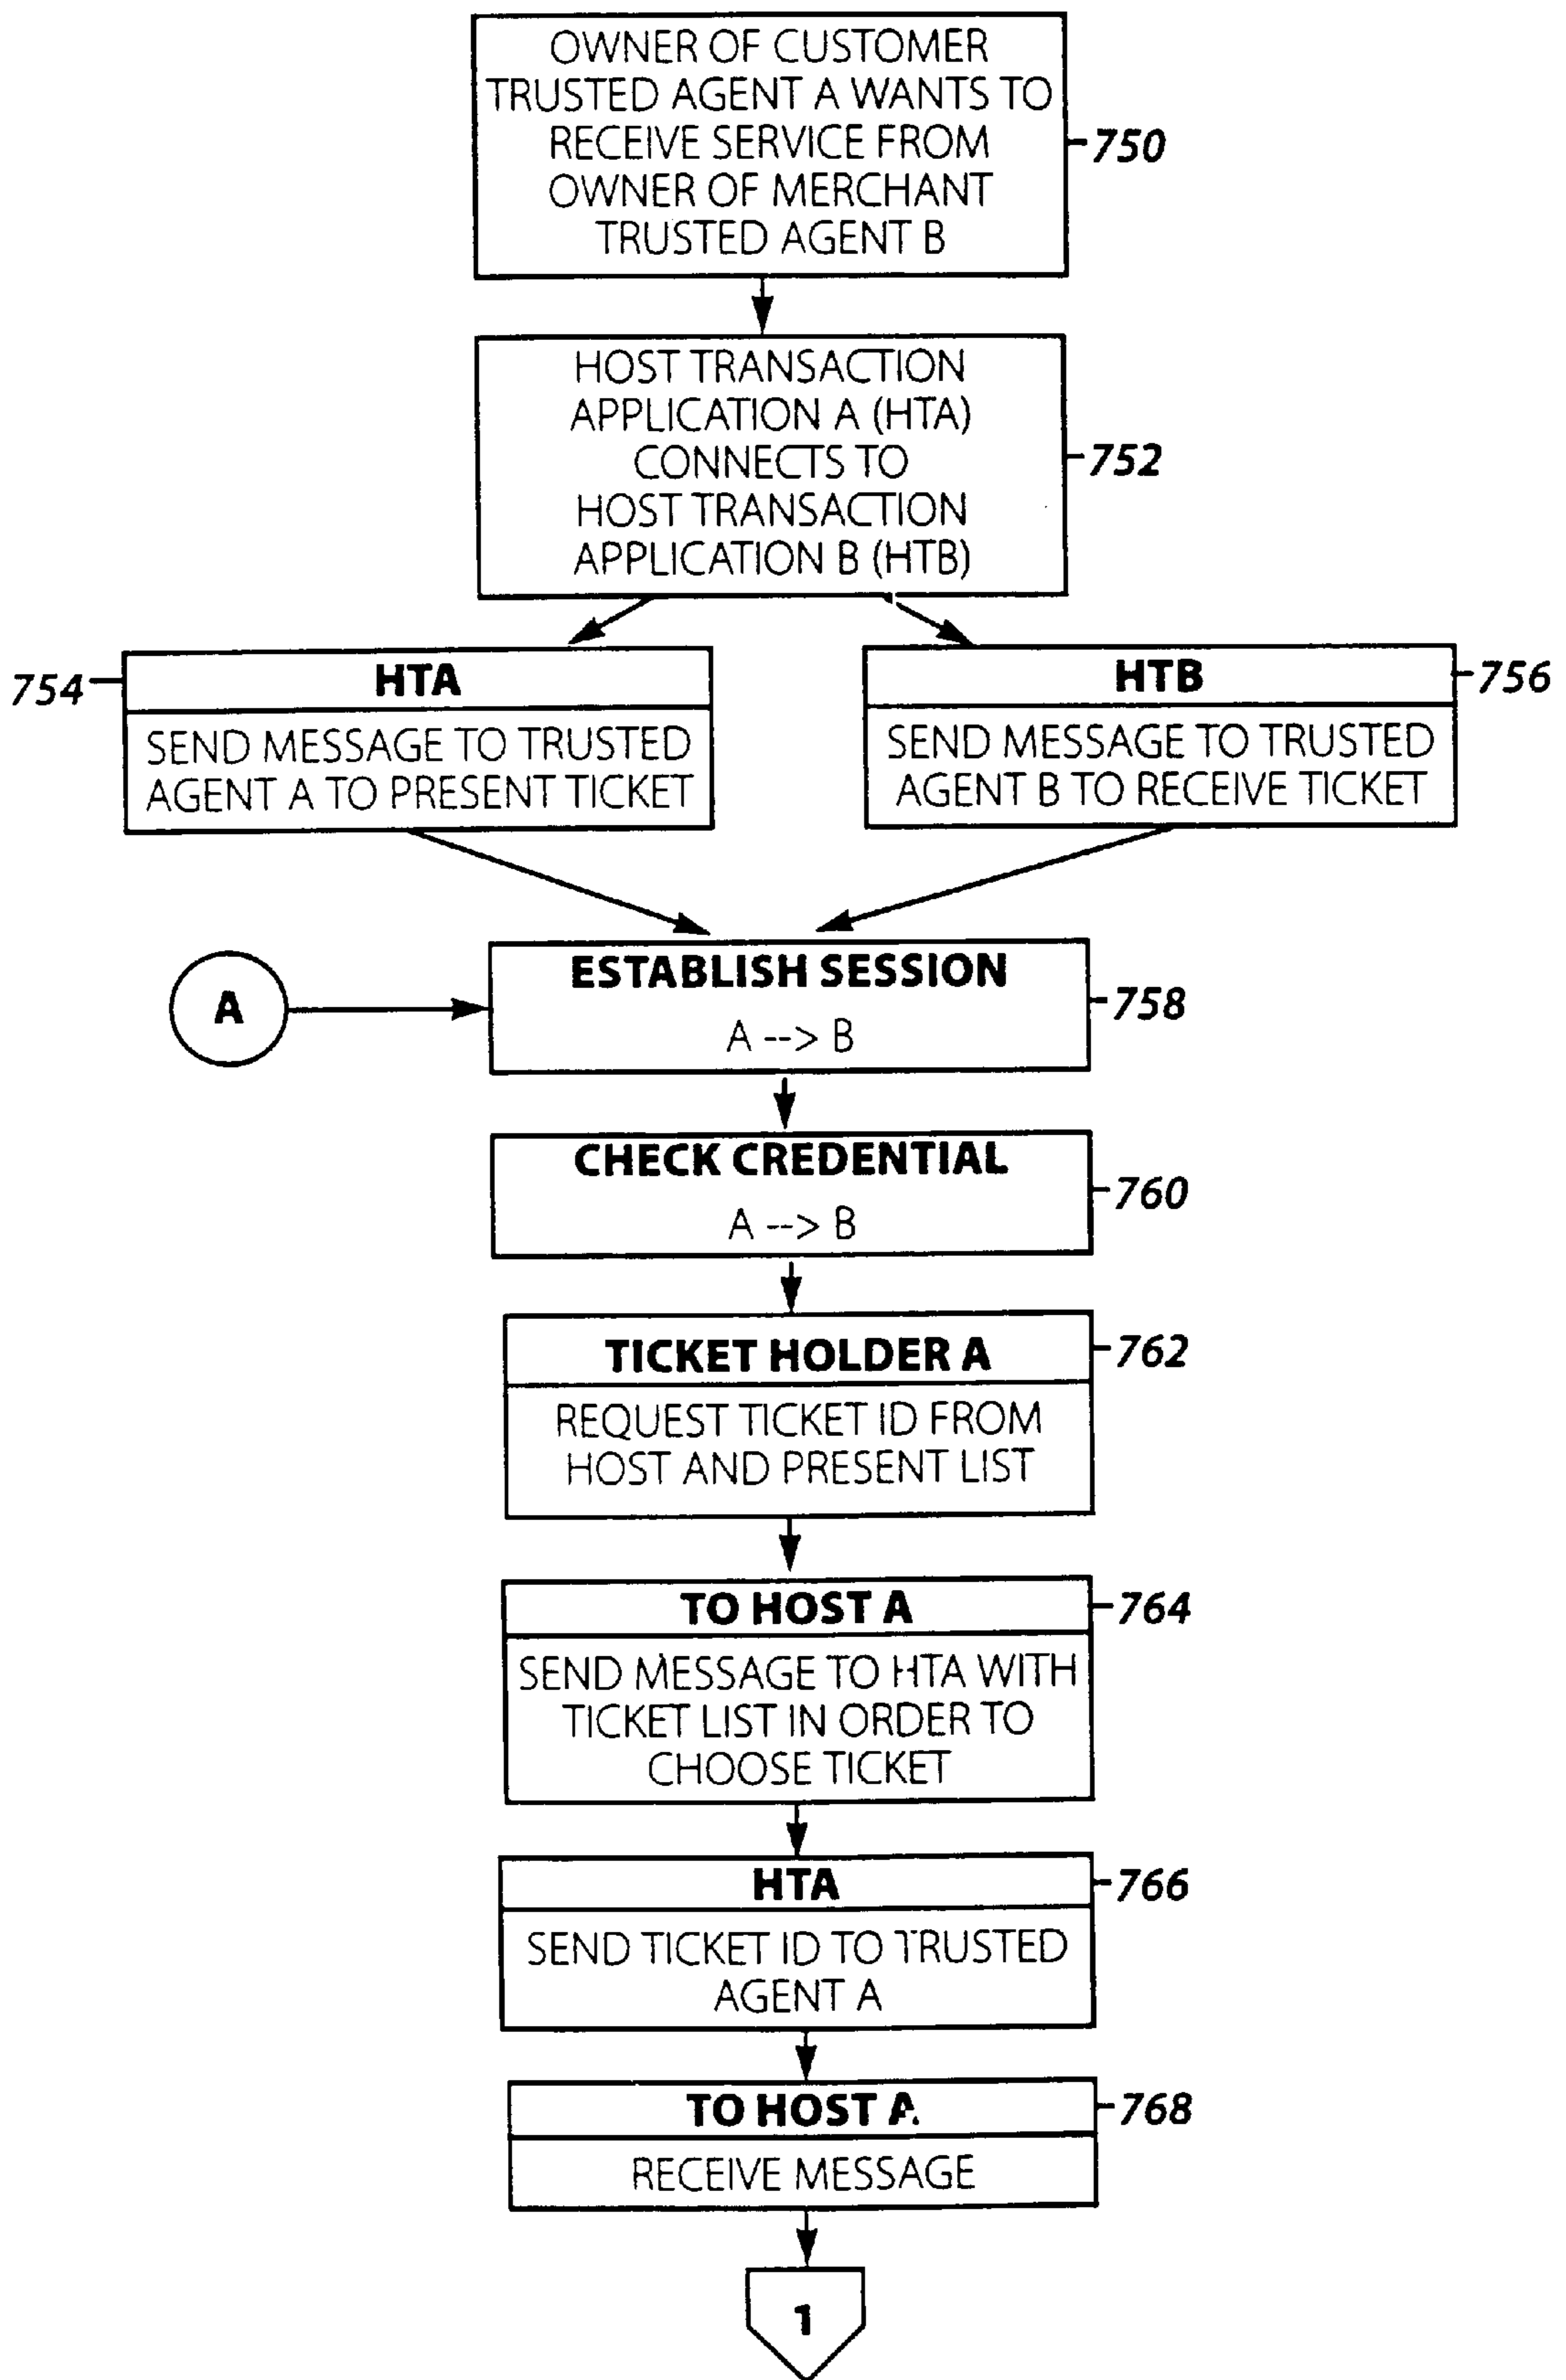 OWNER OF CUSTOMER
TRUSTED AGENT A WANTS TO
RECEIVE SERVICE FROM
OWNER OF MERCHANT
TRUSTED AGENT B
750
HOST TRANSACTION
APPLICATION A (HTA)
CONNECTS TO
HOST TRANSACTION
APPLICATION B (HTB)
752
754
HTA
SEND MESSAGE TO TRUSTED
AGENT A TO PRESENT TICKET
HTB
756
SEND MESSAGE TO TRUSTED
AGENT B TO RECEIVE TICKET
A
ESTABLISH SESSION
A --> B
758
CHECK CREDENTIAL
A --> B
760
TICKET HOLDER A
762
REQUEST TICKET ID FROM
HOST AND PRESENT LIST
TO HOST A
764
SEND MESSAGE TO HTA WITH
TICKET LIST IN ORDER TO
CHOOSE TICKET
HTA
766
SEND TICKET ID TO TRUSTED
AGENT A
TO HOST A
768
RECEIVE MESSAGE
1